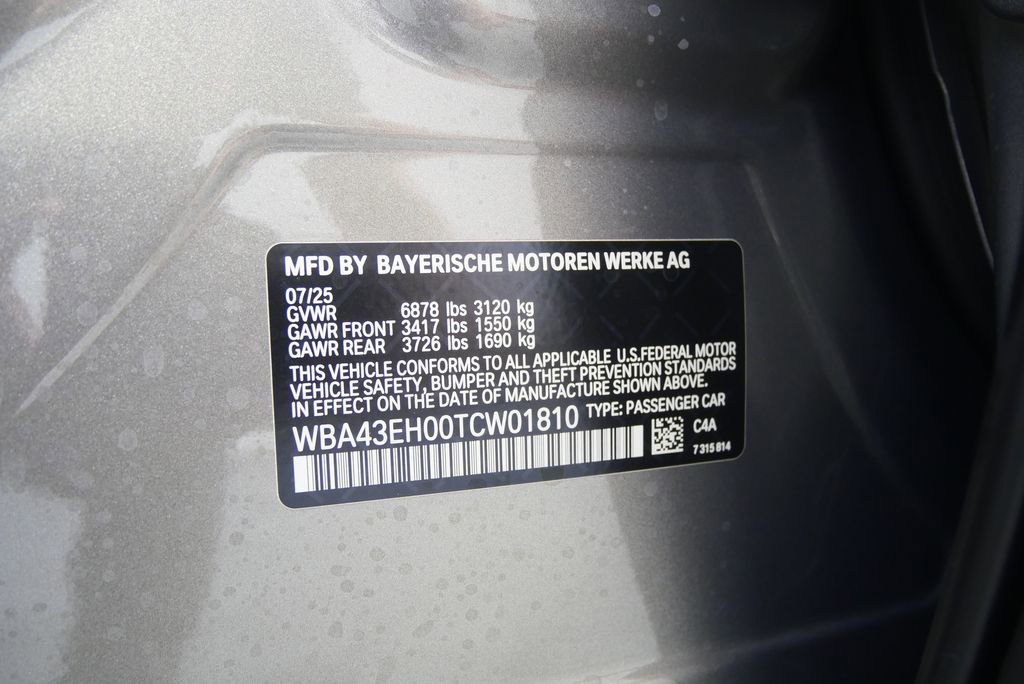 MFD BY BAYERISCHE MOTOREN WERKE AG
07/25
GVWR 6878 lbs 3120 kg
GAWR FRONT 3417 lbs 1550 kg
GAWR REAR 3726 lbs 1690 kg
THIS VEHICLE CONFORMS TO ALL APPLICABLE U.S.FEDERAL MOTOR
VEHICLE SAFETY, BUMPER AND THEFT PREVENTION STANDARDS
IN EFFECT ON THE DATE OF MANUFACTURE SHOWN ABOVE.
WBA43EH00TCW01810 TYPE: PASSENGER CAR
C4A
7 315 814